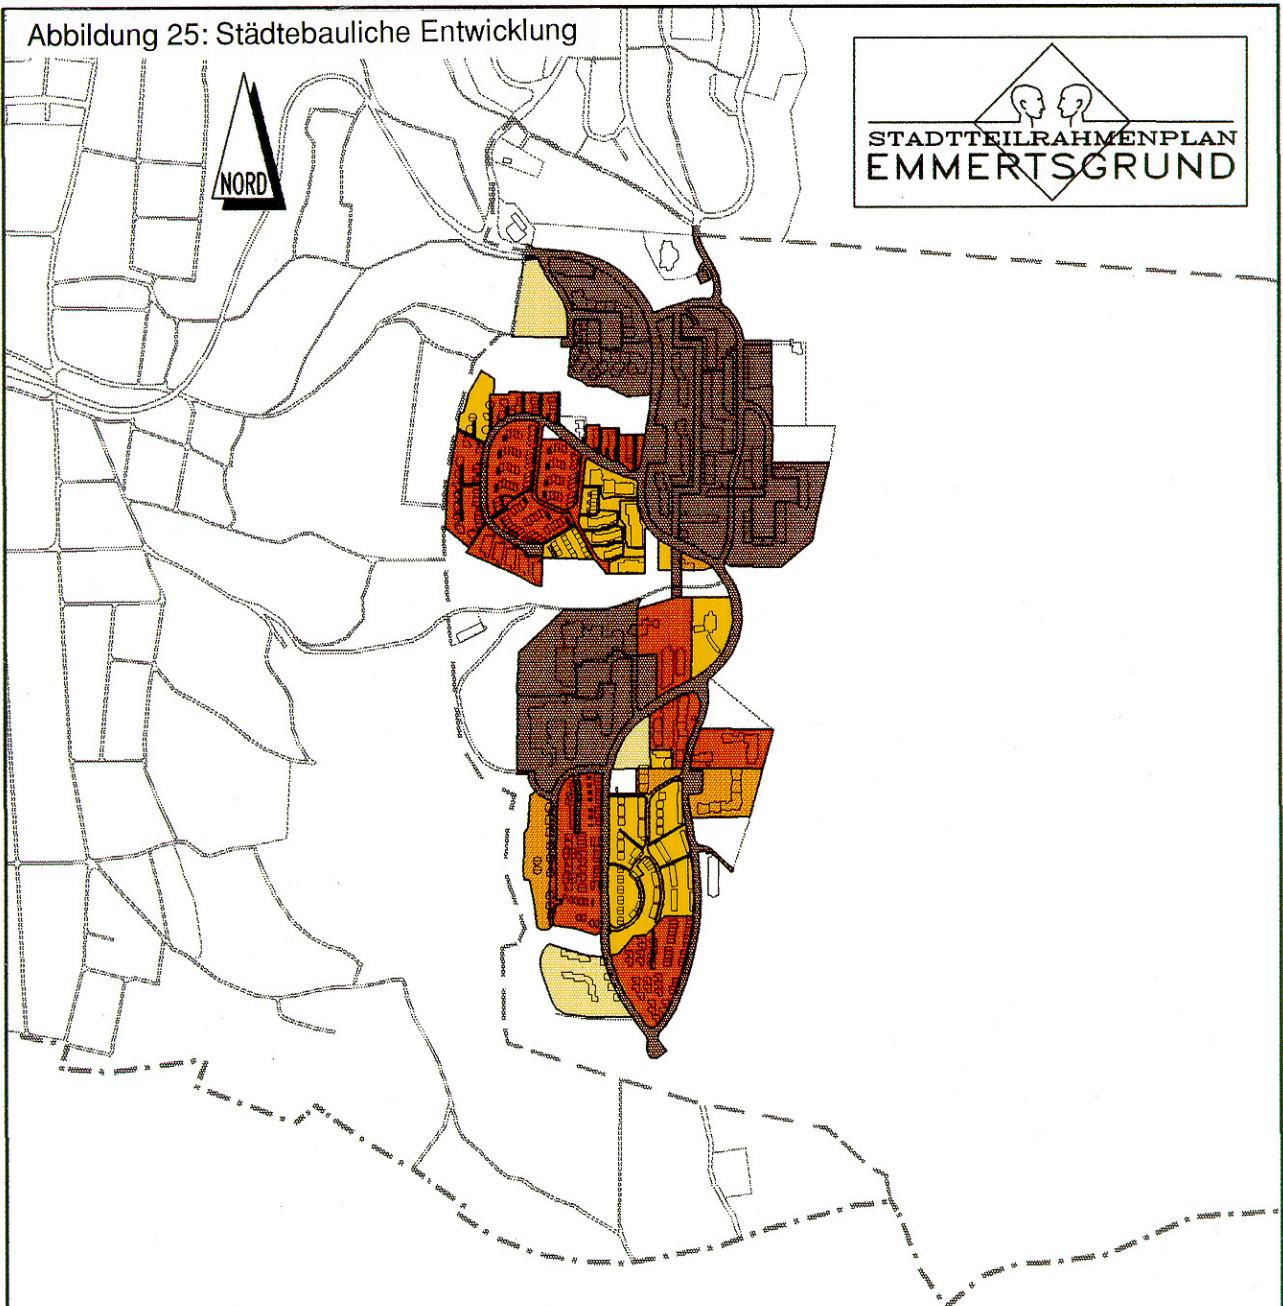 Abbildung 25: Städtebauliche Entwicklung
STADTTEILRAHMENPLAN
EMMERTSGRUND
NORD